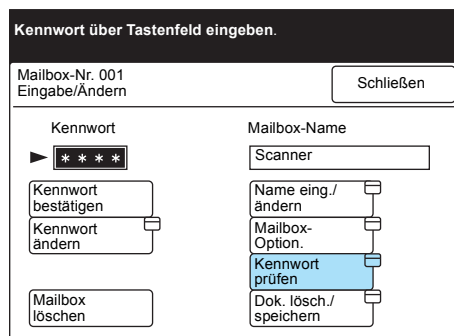 Kennwort über Tastenfeld eingeben.
Mailbox-Nr. 001
Eingabe/Ändern
Schließen
Kennwort
Mailbox-Name
* * * *
Scanner
Kennwort
bestätigen
Name eing./
ändern
Kennwort
ändern
Mailbox-
Option.
Kennwort
prüfen
Mailbox
löschen
Dok. lösch./
speichern